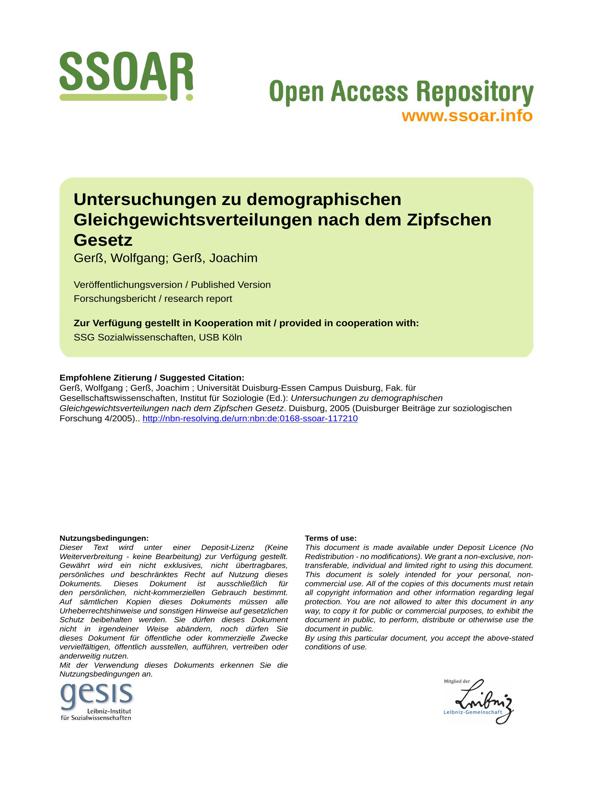 SSOAR
Open Access Repository
www.ssoar.info
Untersuchungen zu demographischen
Gleichgewichtsverteilungen nach dem Zipfschen
Gesetz
Gerß, Wolfgang; Gerß, Joachim
Veröffentlichungsversion / Published Version
Forschungsbericht / research report
Zur Verfügung gestellt in Kooperation mit / provided in cooperation with:
SSG Sozialwissenschaften, USB Köln
Empfohlene Zitierung / Suggested Citation:
Gerß, Wolfgang ; Gerß, Joachim ; Universität Duisburg-Essen Campus Duisburg, Fak. für
Gesellschaftswissenschaften, Institut für Soziologie (Ed.): Untersuchungen zu demographischen
Gleichgewichtsverteilungen nach dem Zipfschen Gesetz. Duisburg, 2005 (Duisburger Beiträge zur soziologischen
Forschung 4/2005).. http://nbn-resolving.de/urn:nbn:de:0168-ssoar-117210
Nutzungsbedingungen:
Dieser Text wird unter einer Deposit-Lizenz (Keine
Weiterverbreitung - keine Bearbeitung) zur Verfügung gestellt.
Gewährt wird ein nicht exklusives, nicht übertragbares,
persönliches und beschränktes Recht auf Nutzung dieses
Dokuments. Dieses Dokument ist ausschließlich für
den persönlichen, nicht-kommerziellen Gebrauch bestimmt.
Auf sämtlichen Kopien dieses Dokuments müssen alle
Urheberrechtshinweise und sonstigen Hinweise auf gesetzlichen
Schutz beibehalten werden. Sie dürfen dieses Dokument
nicht in irgendeiner Weise abändern, noch dürfen Sie
dieses Dokument für öffentliche oder kommerzielle Zwecke
vervielfältigen, öffentlich ausstellen, aufführen, vertreiben oder
anderweitig nutzen.
Mit der Verwendung dieses Dokuments erkennen Sie die
Nutzungsbedingungen an.
Terms of use:
This document is made available under Deposit Licence (No
Redistribution - no modifications). We grant a non-exclusive, non-
transferable, individual and limited right to using this document.
This document is solely intended for your personal, non-
commercial use. All of the copies of this documents must retain
all copyright information and other information regarding legal
protection. You are not allowed to alter this document in any
way, to copy it for public or commercial purposes, to exhibit the
document in public, to perform, distribute or otherwise use the
document in public.
By using this particular document, you accept the above-stated
conditions of use.
gesis
Leibniz-Institut
für Sozialwissenschaften
Mitglied der
Leibniz
Leibniz-Gemeinschaft